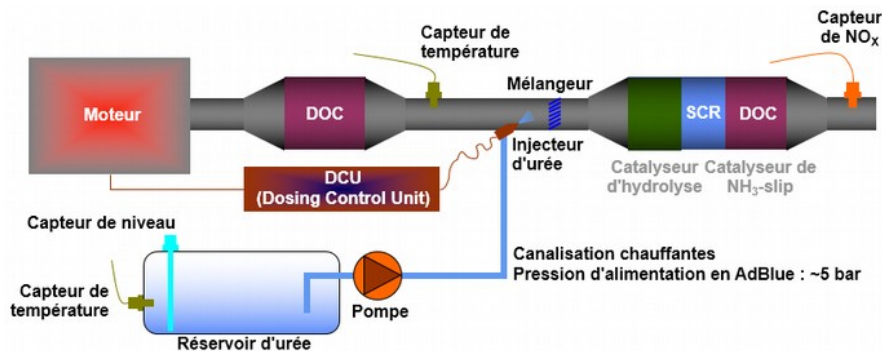 Capteur de
température
Capteur
de NOX
Mélangeur
Moteur
DOC
SCR
DOC
Injecteur
d'urée
Catalyseur
d'hydrolyse
Catalyseur de
NH3-slip
DCU
(Dosing Control Unit)
Capteur de niveau
Canalisation chauffantes
Pression d'alimentation en AdBlue : ~5 bar
Capteur de
température
Pompe
Réservoir d'urée